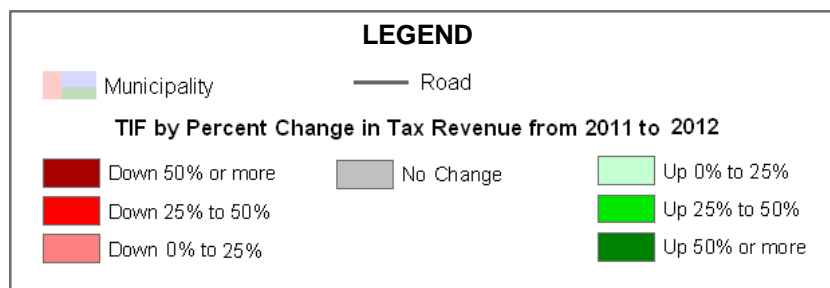 LEGEND
Municipality Road
TIF by Percent Change in Tax Revenue from 2011 to 2012
Down 50% or more No Change Up 0% to 25%
Down 25% to 50% Up 25% to 50%
Down 0% to 25% Up 50% or more